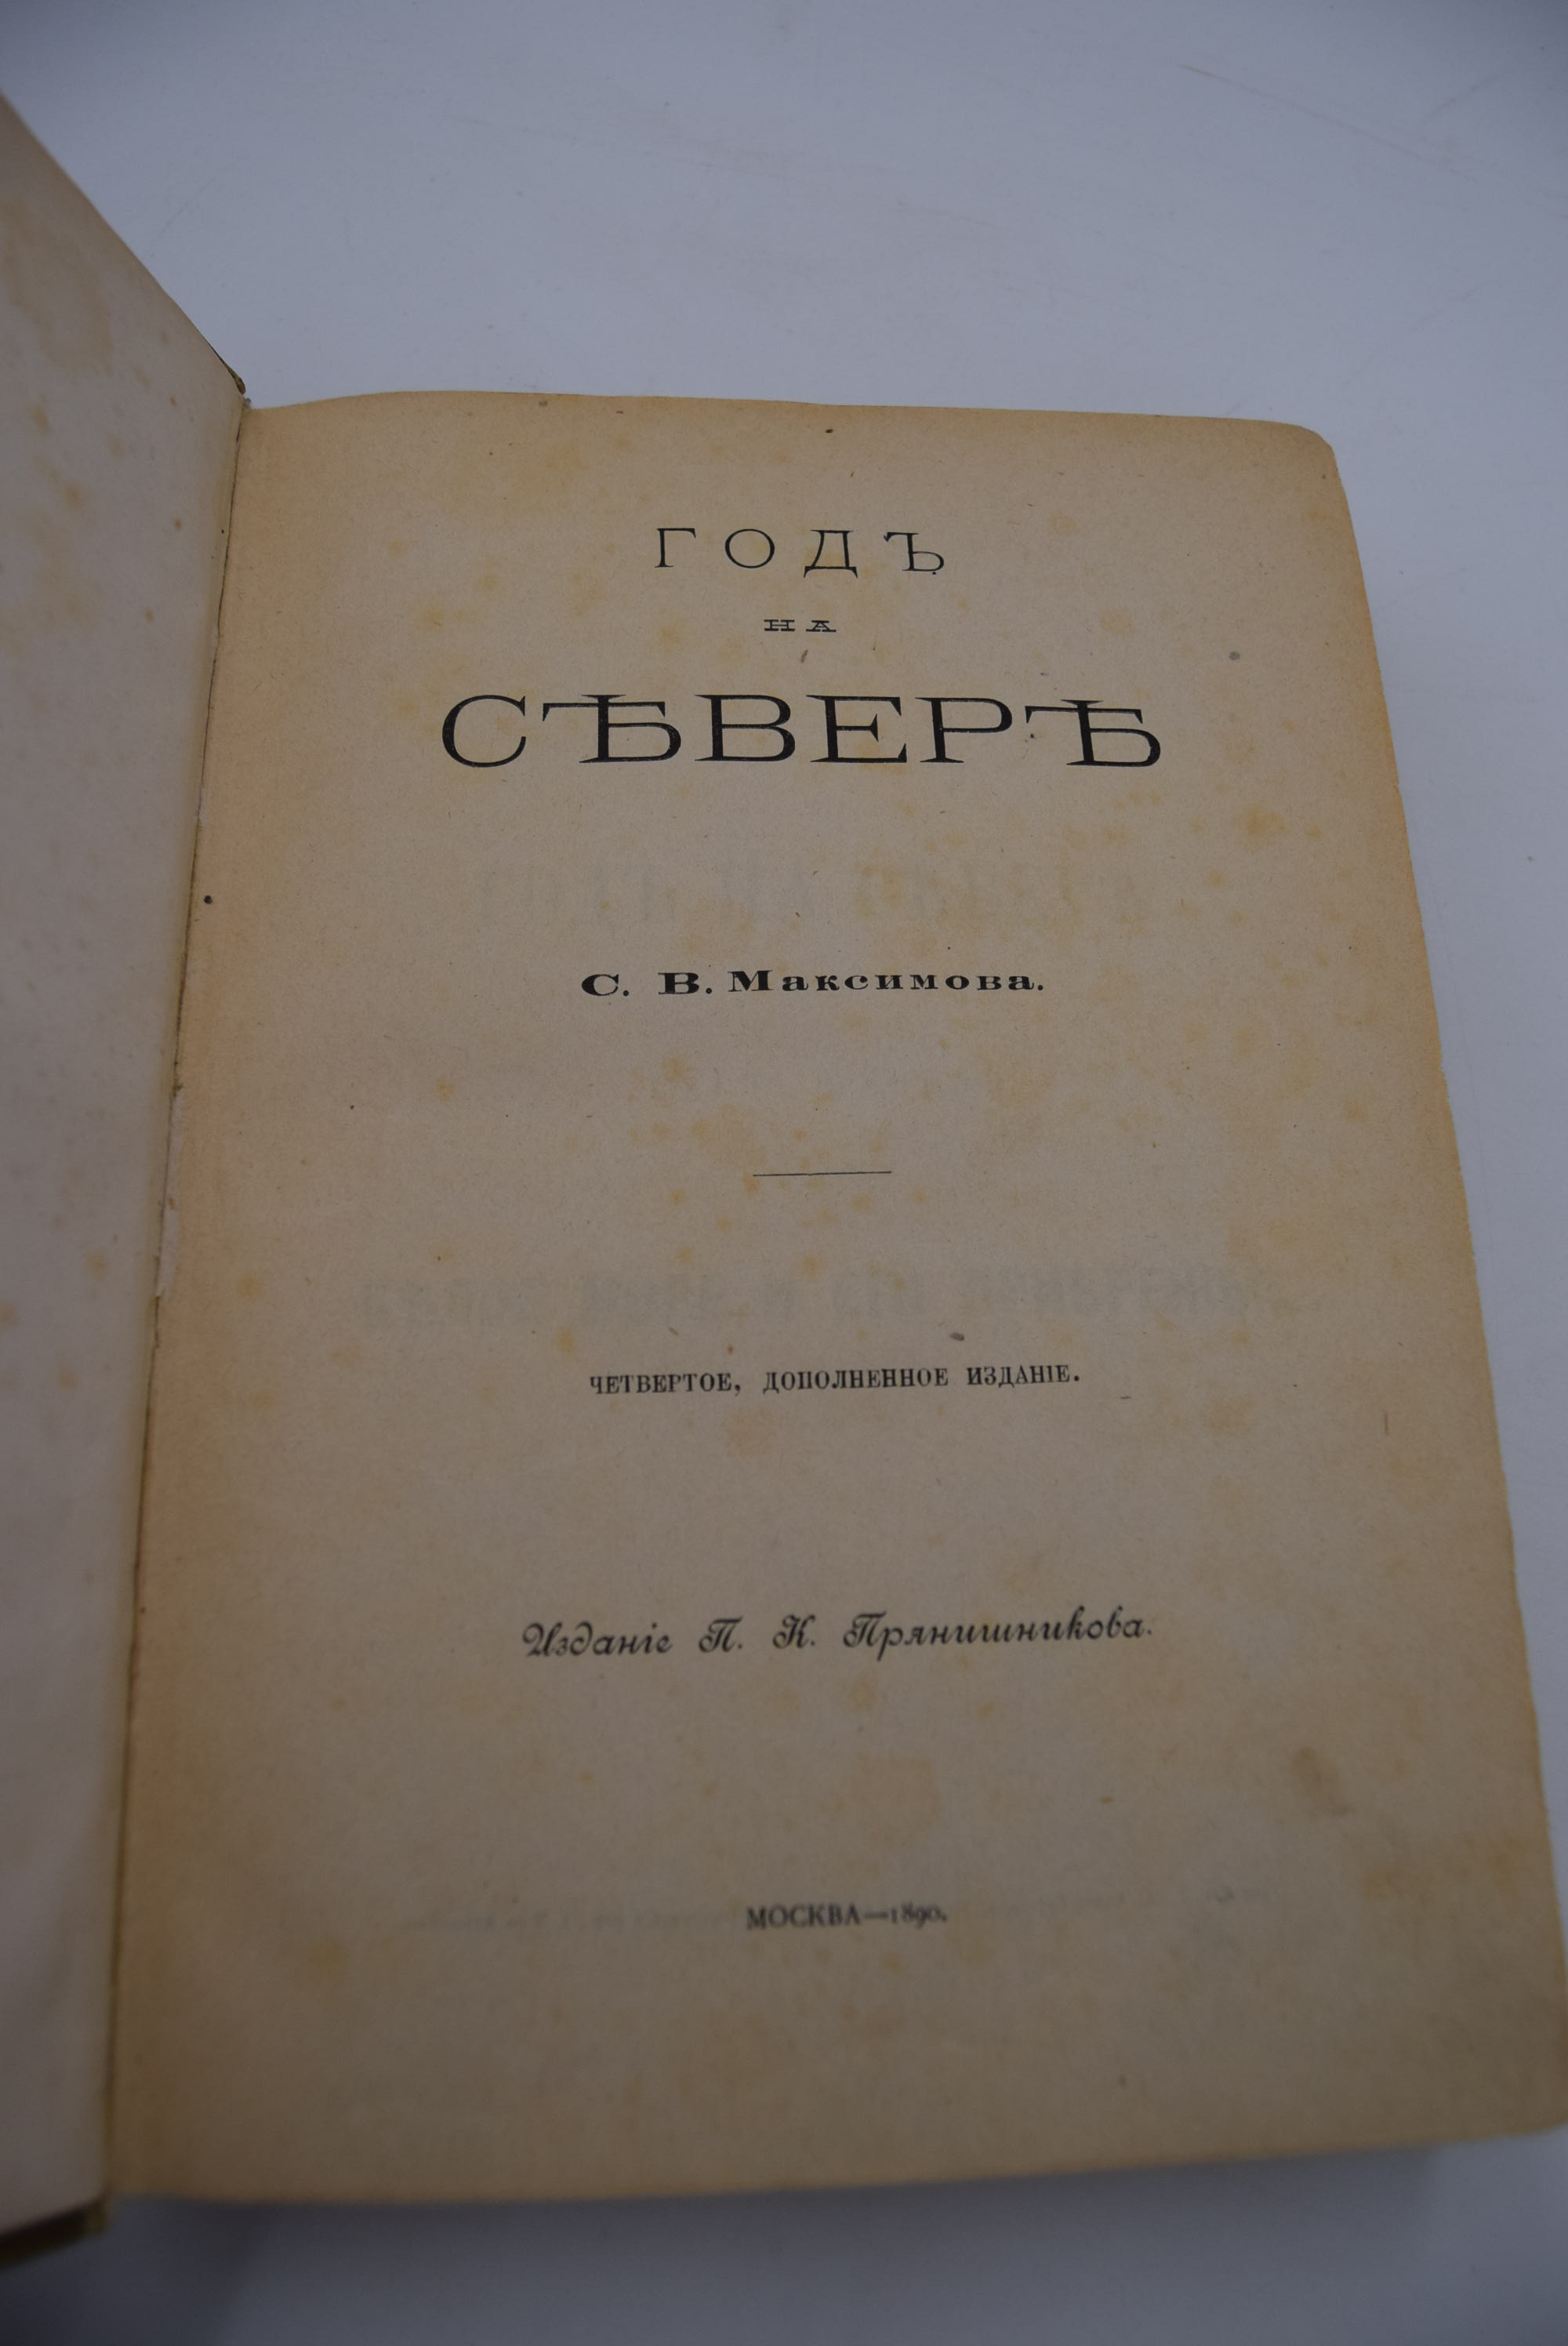 ГОДЪ
НА
СѢВЕРѢ
С. В. Максимова.
ЧЕТВЕРТОЕ, ДОПОЛНЕННОЕ ИЗДАНІЕ.
Изданіе П. К. Прянишникова.
МОСКВА—1890.